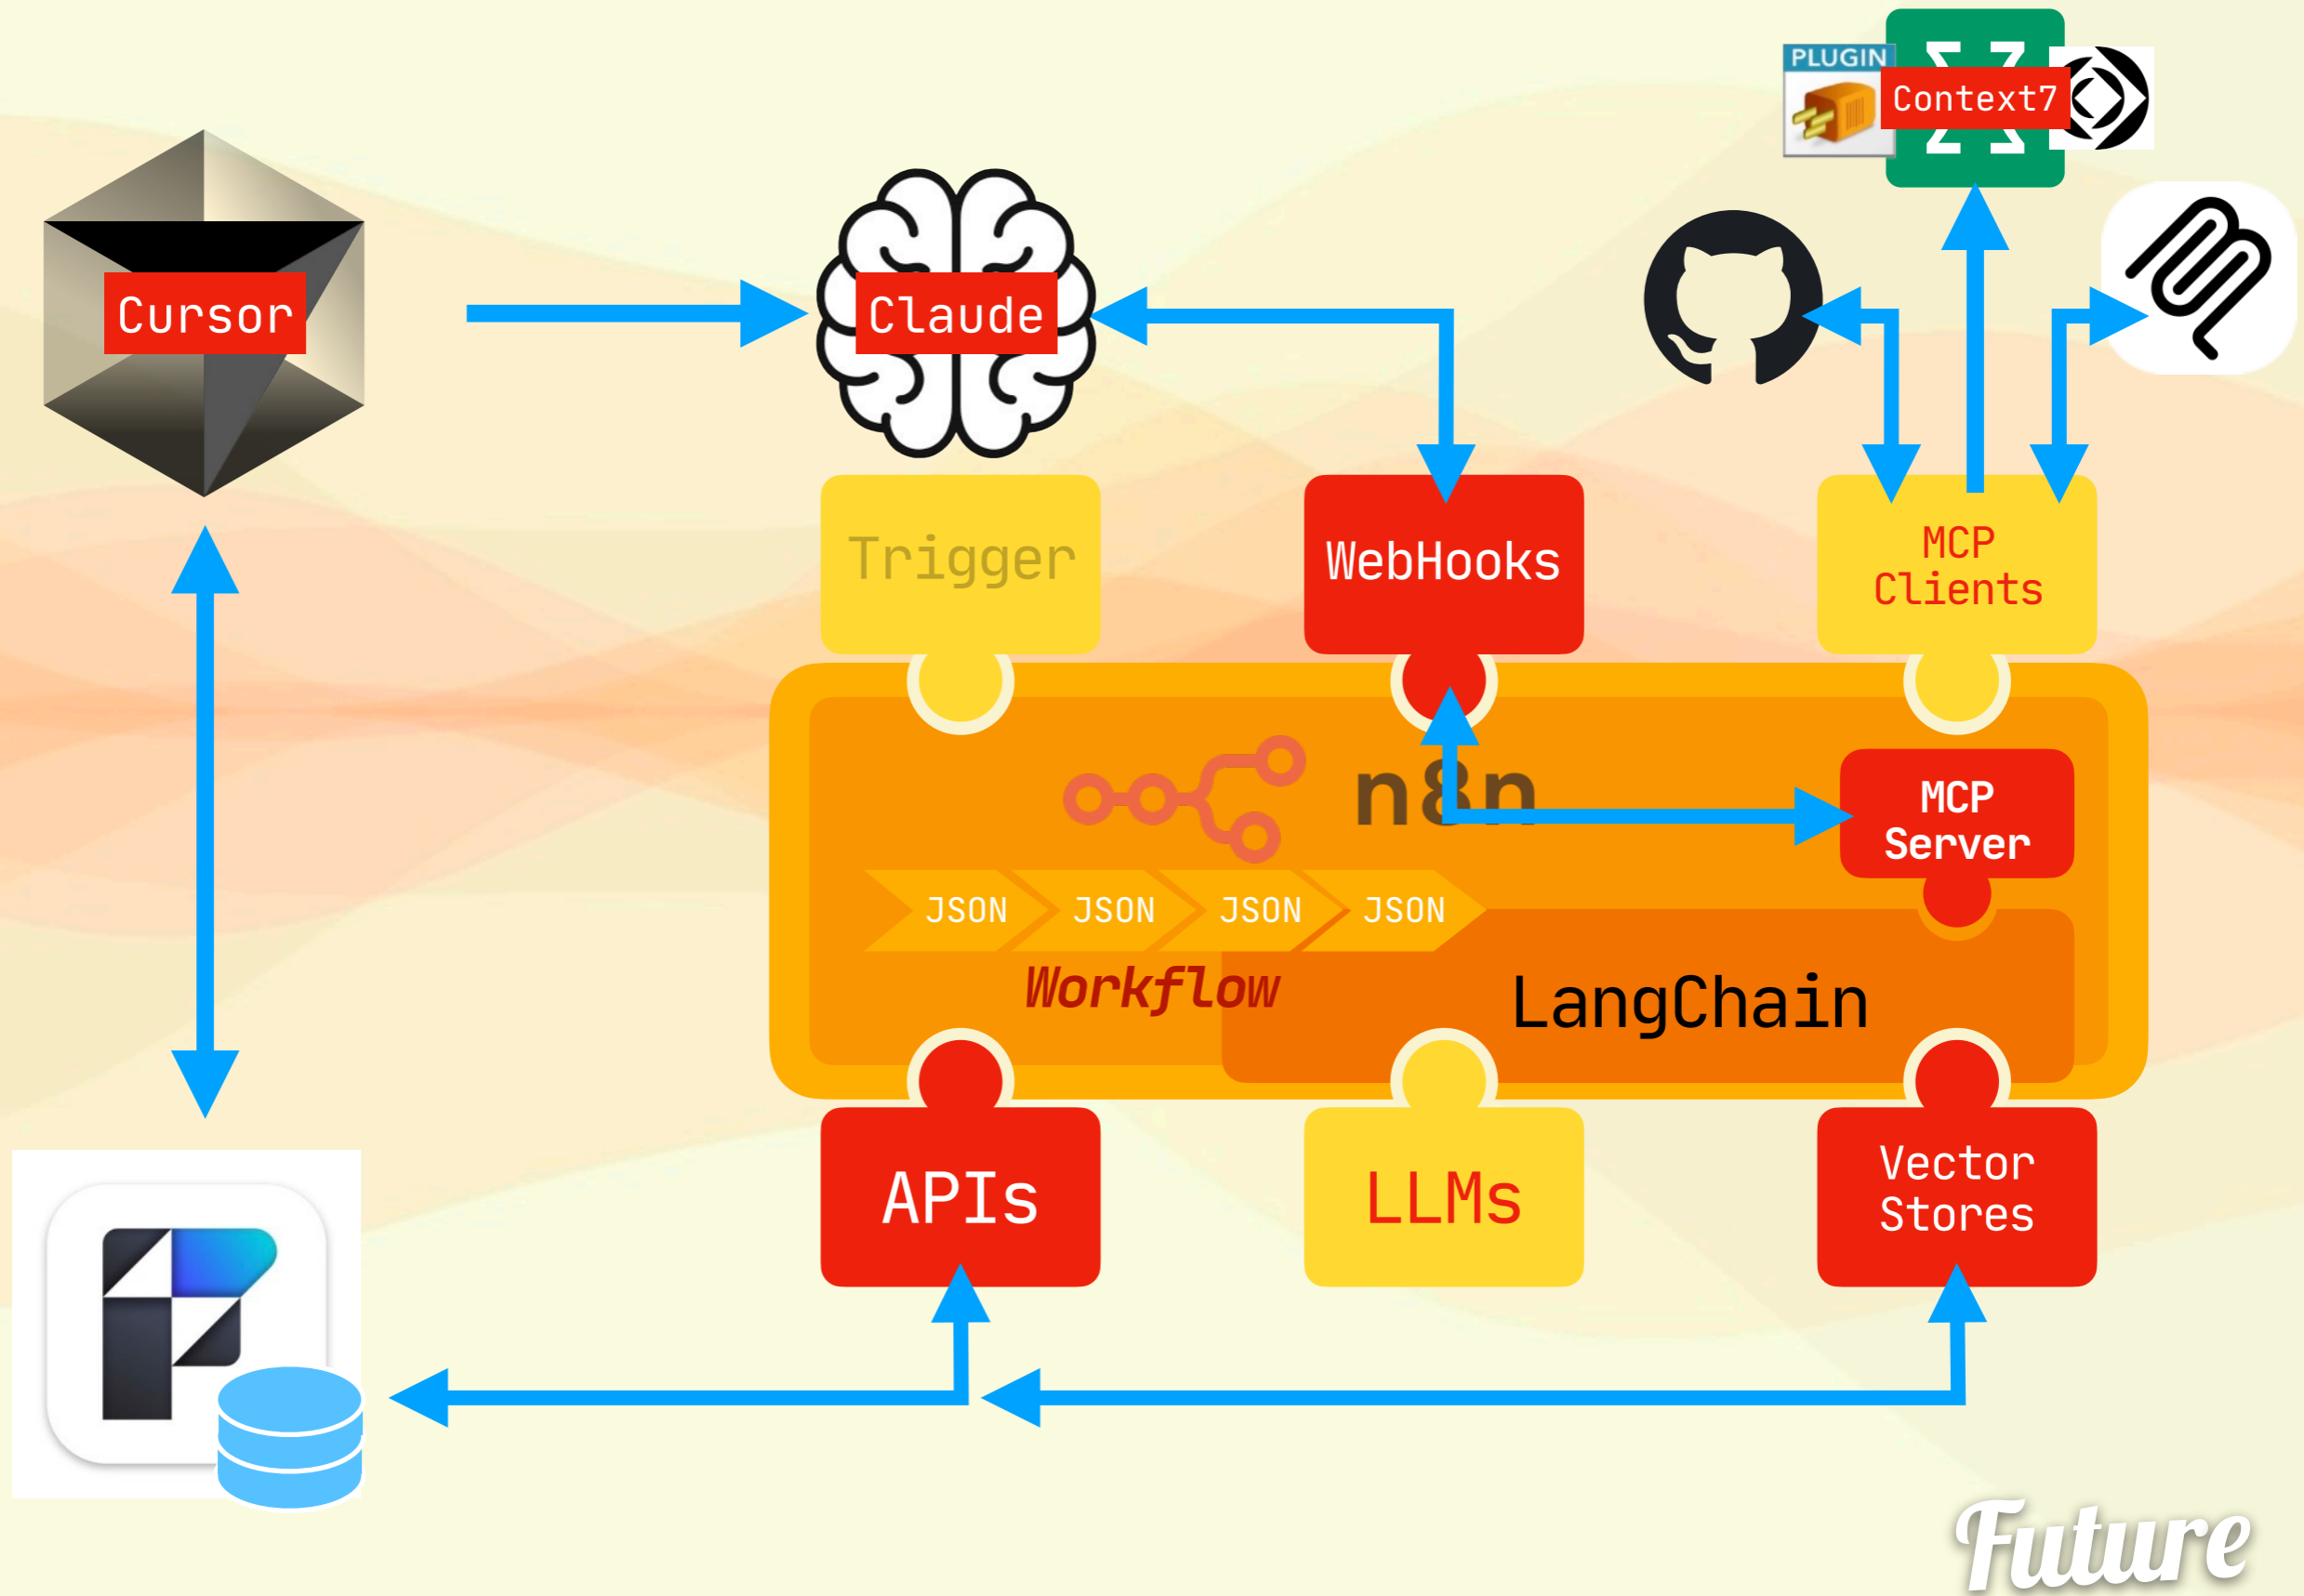 PLUGIN
Context7
Cursor
Claude
Trigger
WebHooks
MCP
Clients
n8n
MCP
Server
JSON
JSON
JSON
JSON
Workflow
LangChain
APIs
LLMs
Vector
Stores
Future